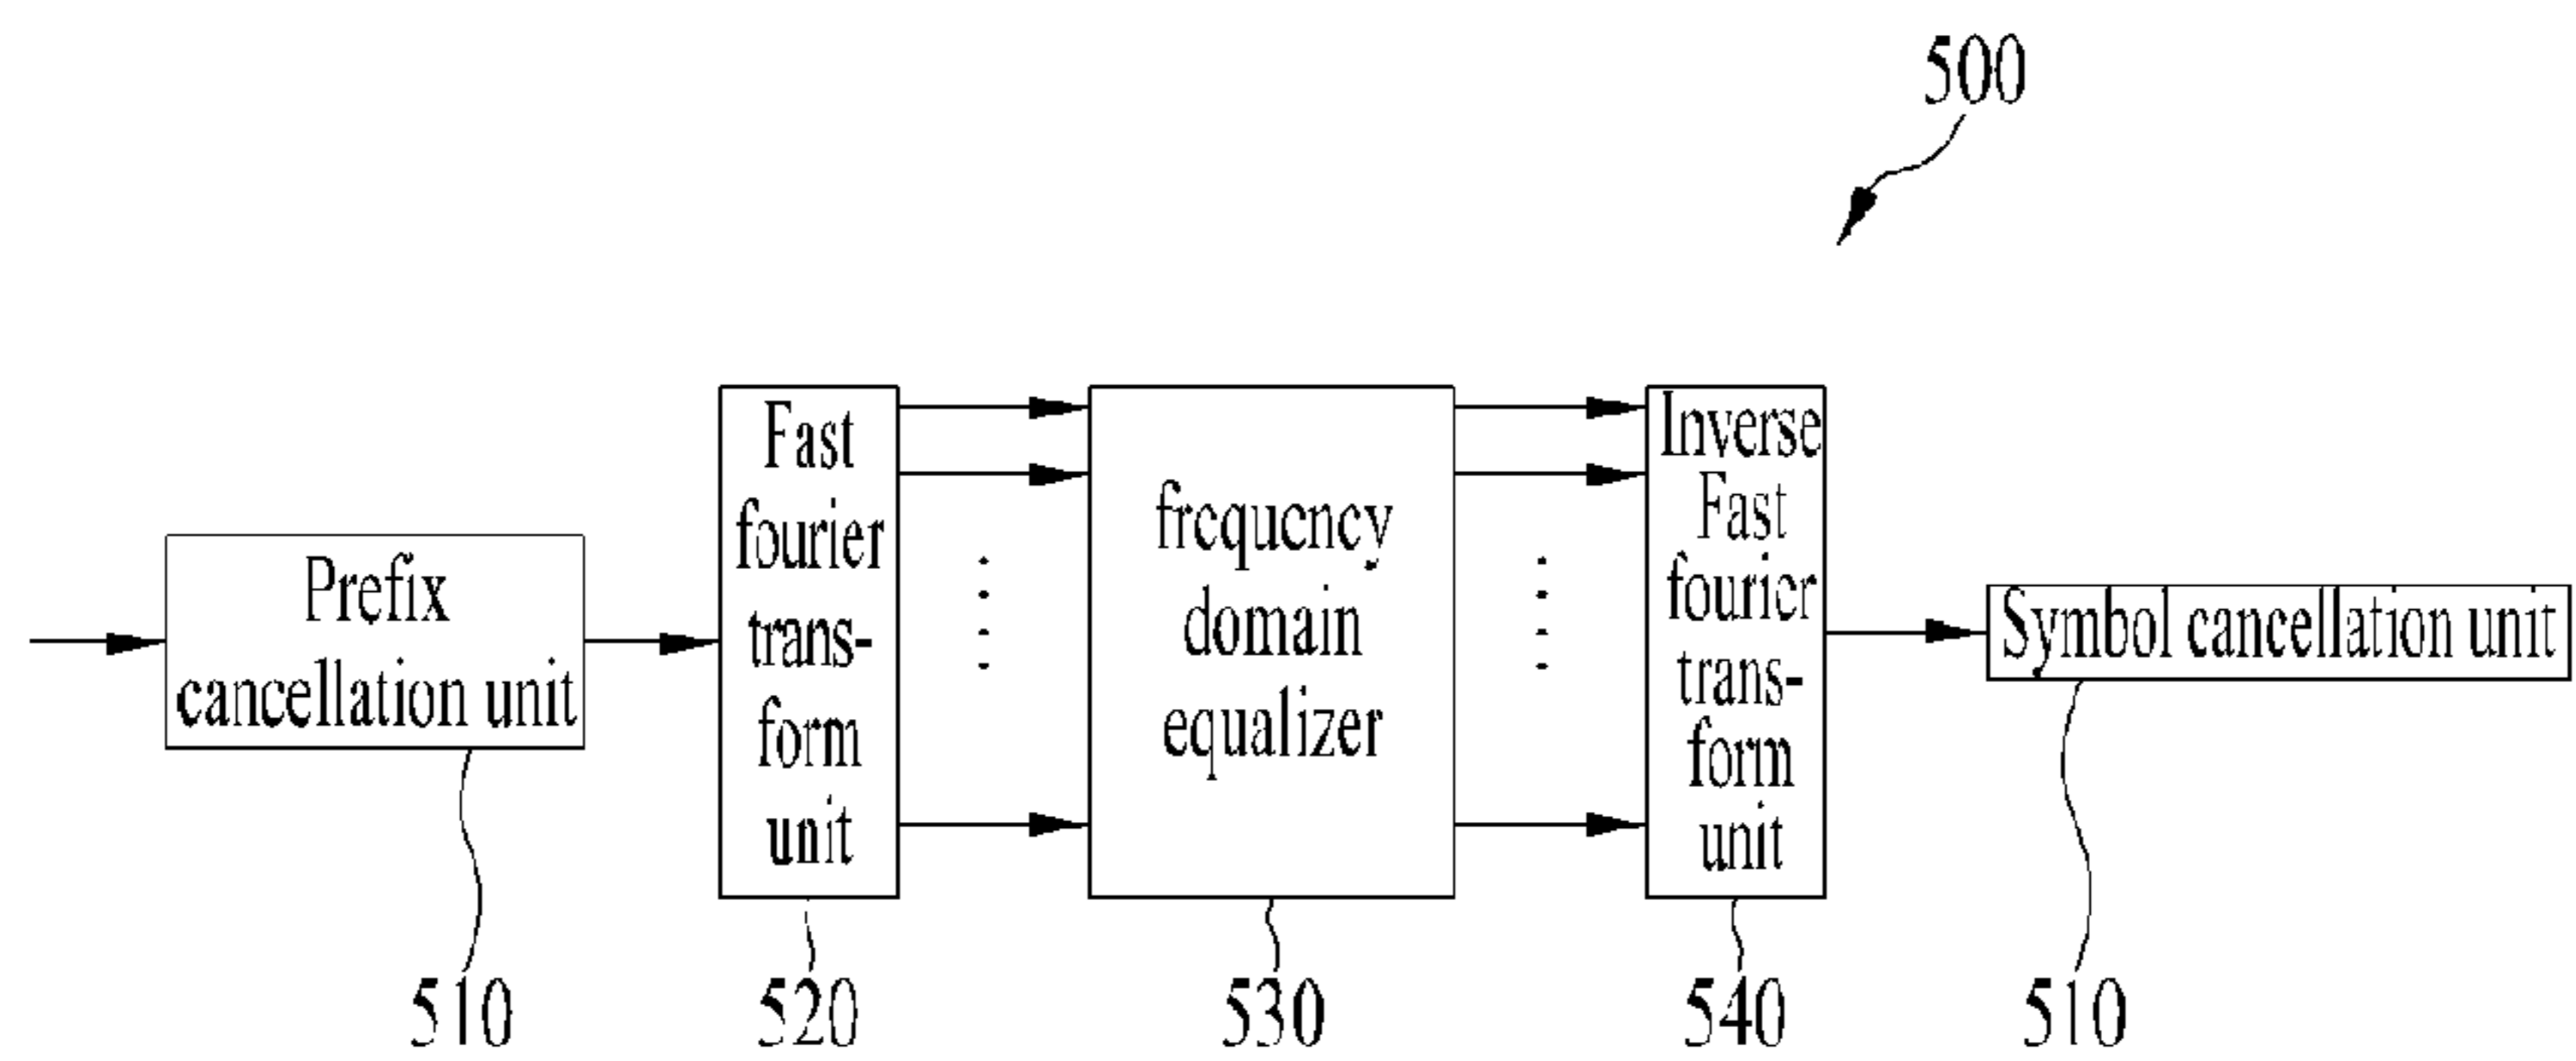 500
Prefix
cancellation unit
Fast
fourier
trans-
form
unit
frequency
domain
equalizer
Inverse
Fast
fourier
trans-
form
unit
Symbol cancellation unit
510
520
530
540
510